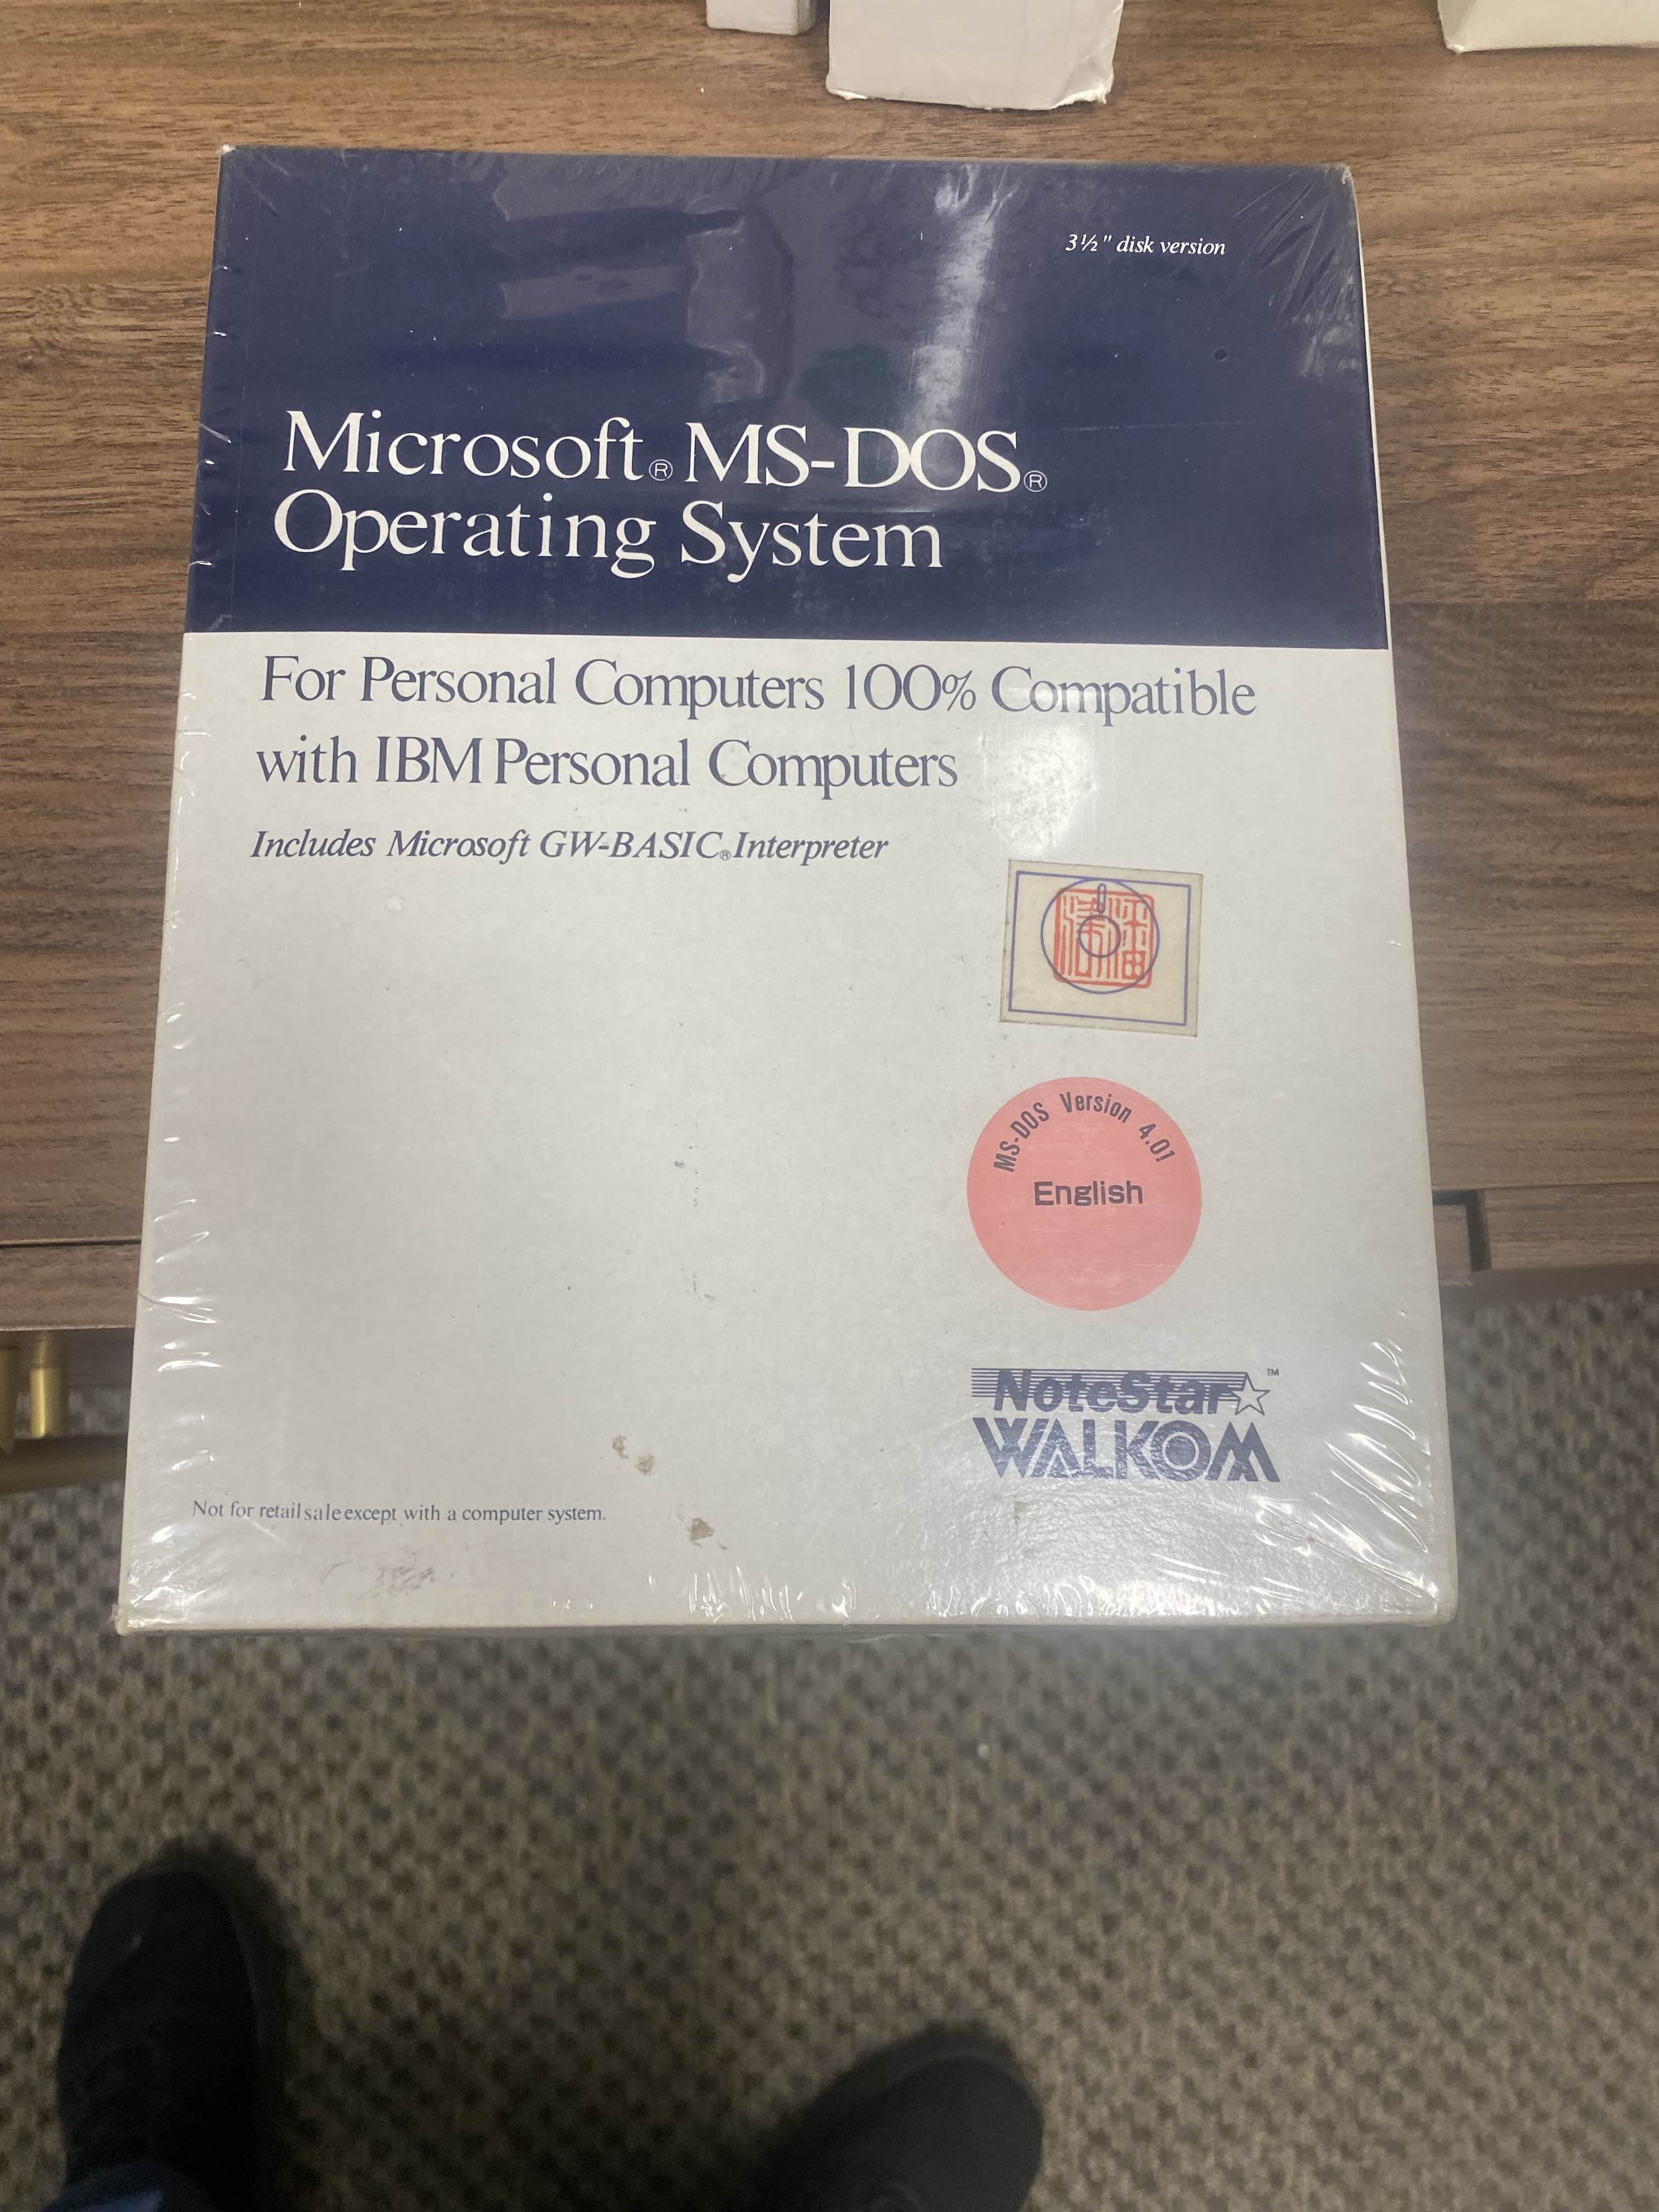 3½" disk version
Microsoft® MS-DOS®
Operating System
For Personal Computers 100% Compatible
with IBM Personal Computers
Includes Microsoft GW-BASIC® Interpreter
MS-DOS Version 4.01
English
NoteStar™
WALKOM
Not for retail sale except with a computer system.